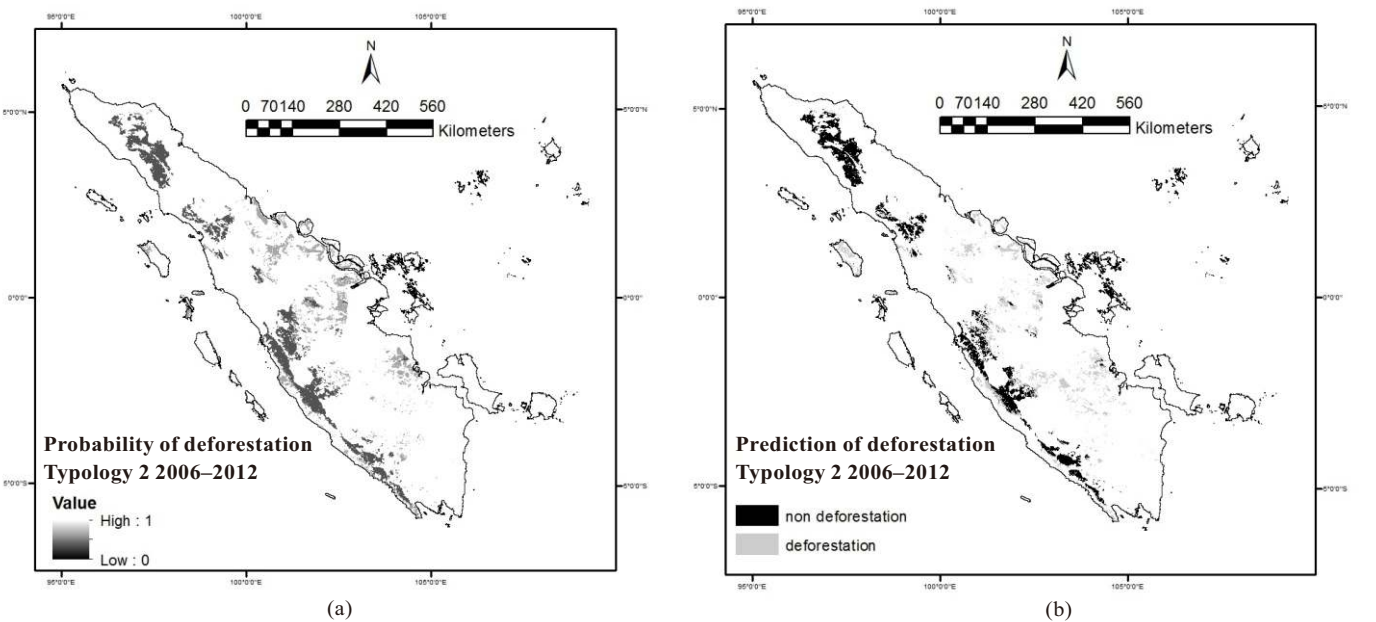 95°0'0"E 100°0'0"E 105°0'0"E
N
0 70 140 280 420 560
Kilometers
5°0'0"N 5°0'0"N
0°0'0" 0°0'0"
Probability of deforestation
Typology 2 2006–2012
5°0'0"S 5°0'0"S
Value
High : 1
Low : 0
95°0'0"E 100°0'0"E 105°0'0"E
(a)
95°0'0"E 100°0'0"E 105°0'0"E
N
0 70 140 280 420 560
Kilometers
5°0'0"N 5°0'0"N
0°0'0" 0°0'0"
Prediction of deforestation
Typology 2 2006–2012
5°0'0"S 5°0'0"S
non deforestation
deforestation
95°0'0"E 100°0'0"E 105°0'0"E
(b)